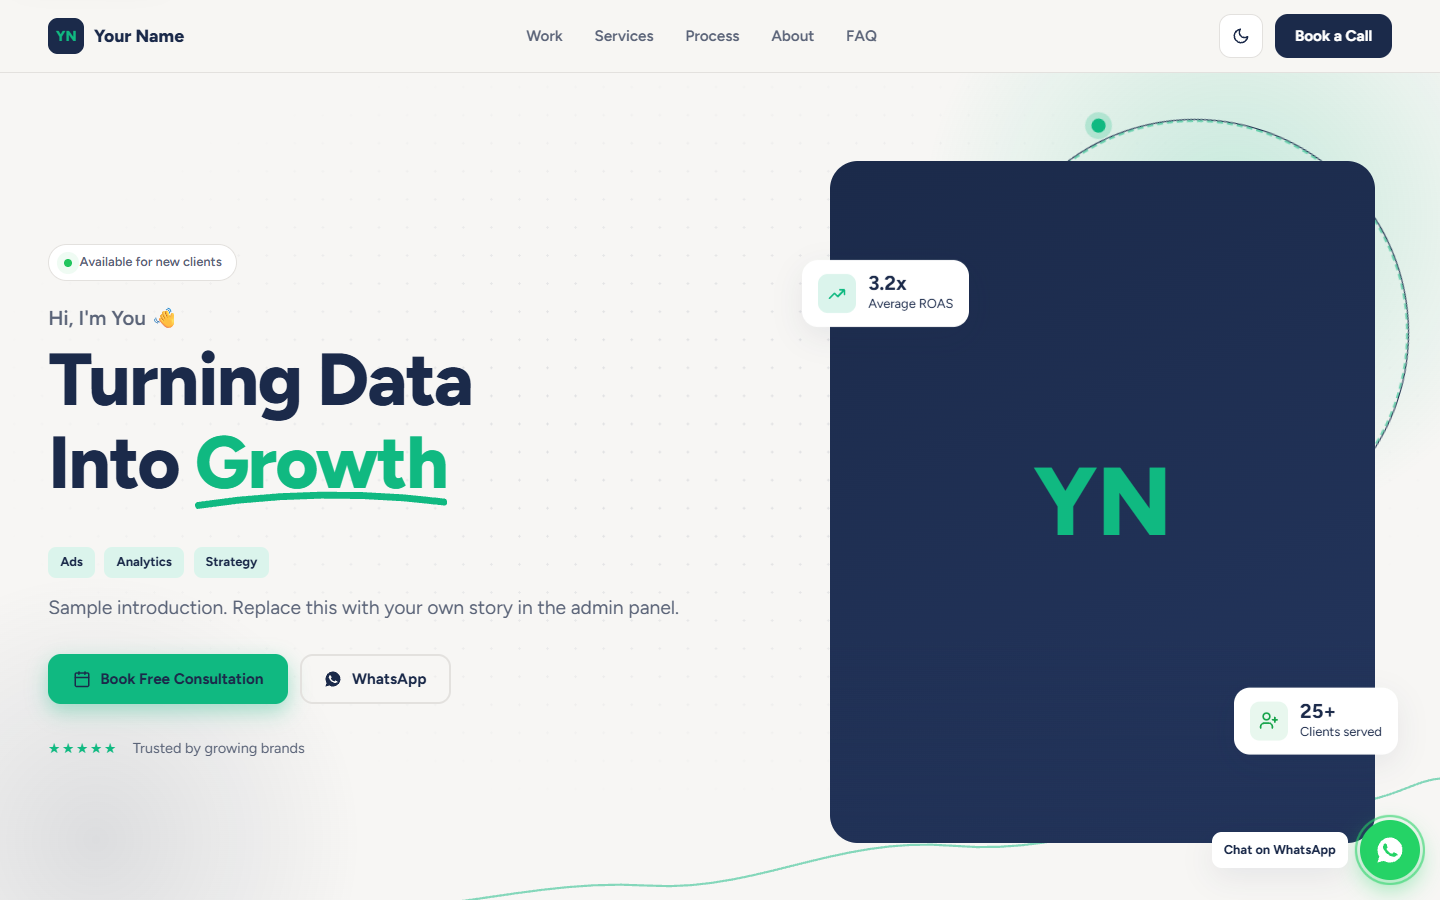 YN Your Name
Work Services Process About FAQ
Book a Call
Available for new clients
Hi, I'm You 👋
Turning Data
Into Growth
Ads Analytics Strategy
Sample introduction. Replace this with your own story in the admin panel.
Book Free Consultation WhatsApp
★★★★★ Trusted by growing brands
3.2x
Average ROAS
YN
25+
Clients served
Chat on WhatsApp